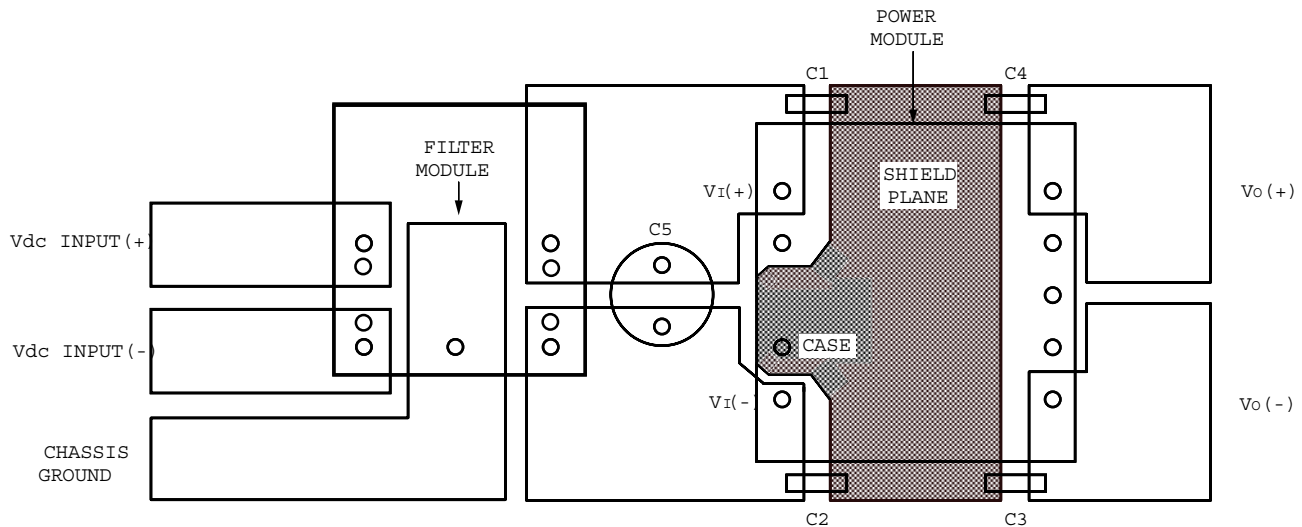 POWER
MODULE
C1
C4
FILTER
MODULE
SHIELD
PLANE
VI(+)
VO(+)
C5
Vdc INPUT(+)
CASE
Vdc INPUT(-)
VI(-)
VO(-)
CHASSIS
GROUND
C2
C3